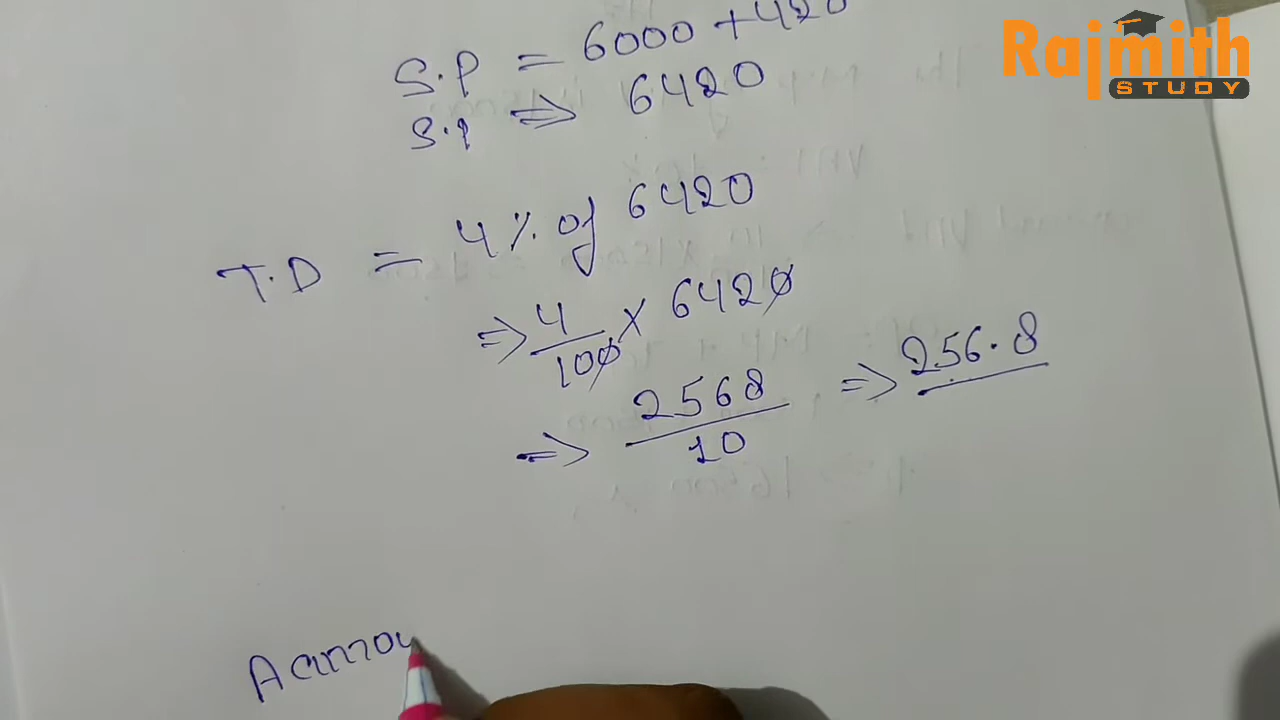 Rajmith
STUDY
S.P = 6000 + 420
S.P ⇒ 6420
T.D = 4% of 6420
⇒ 4/100 × 6420
⇒ 2568/10 ⇒ 256.8